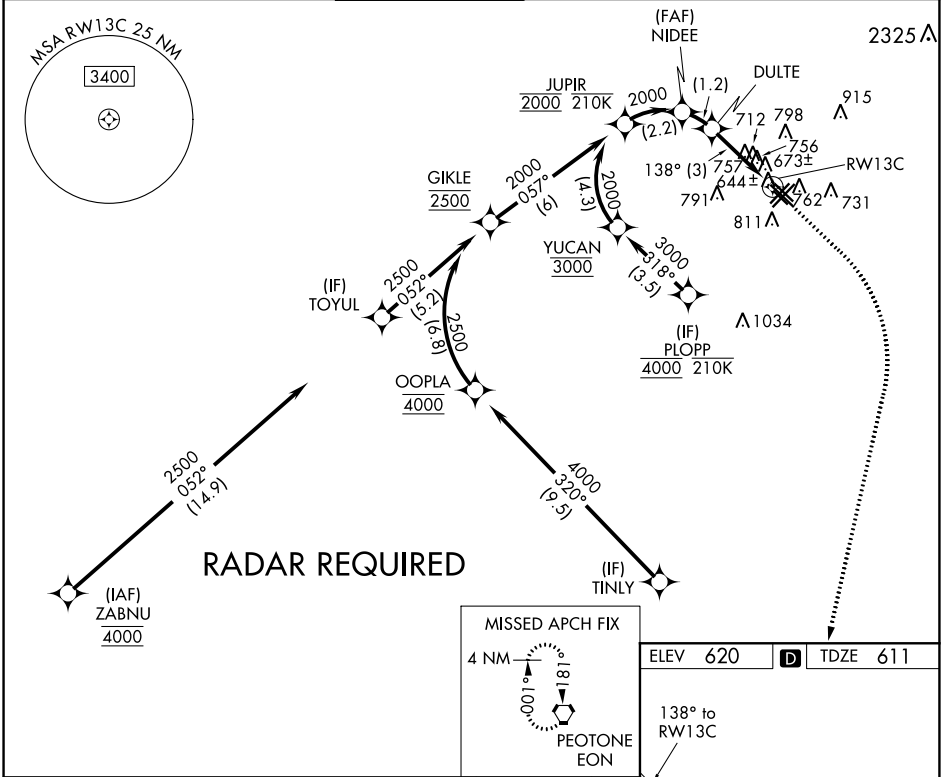 MSA RW13C 25 NM
3400
(FAF)
NIDEE
2325
DULTE
JUPIR
2000 210K
2000
(2.2)
(1.2)
712
798
915
756
138° (3)
757
673±
RW13C
644±
791
762
731
811
GIKLE
2500
2000
057°
(6)
2000
(4.3)
YUCAN
3000
3000
318°
(3.5)
(IF)
TOYUL
2500
052°
(5.2)
2500
(6.8)
(IF)
PLOPP
4000 210K
1034
OOPLA
4000
2500
052°
(14.9)
4000
320°
(9.5)
RADAR REQUIRED
(IAF)
ZABNU
4000
(IF)
TINLY
MISSED APCH FIX
4 NM
001°
181°
PEOTONE
EON
ELEV 620 D TDZE 611
138° to
RW13C